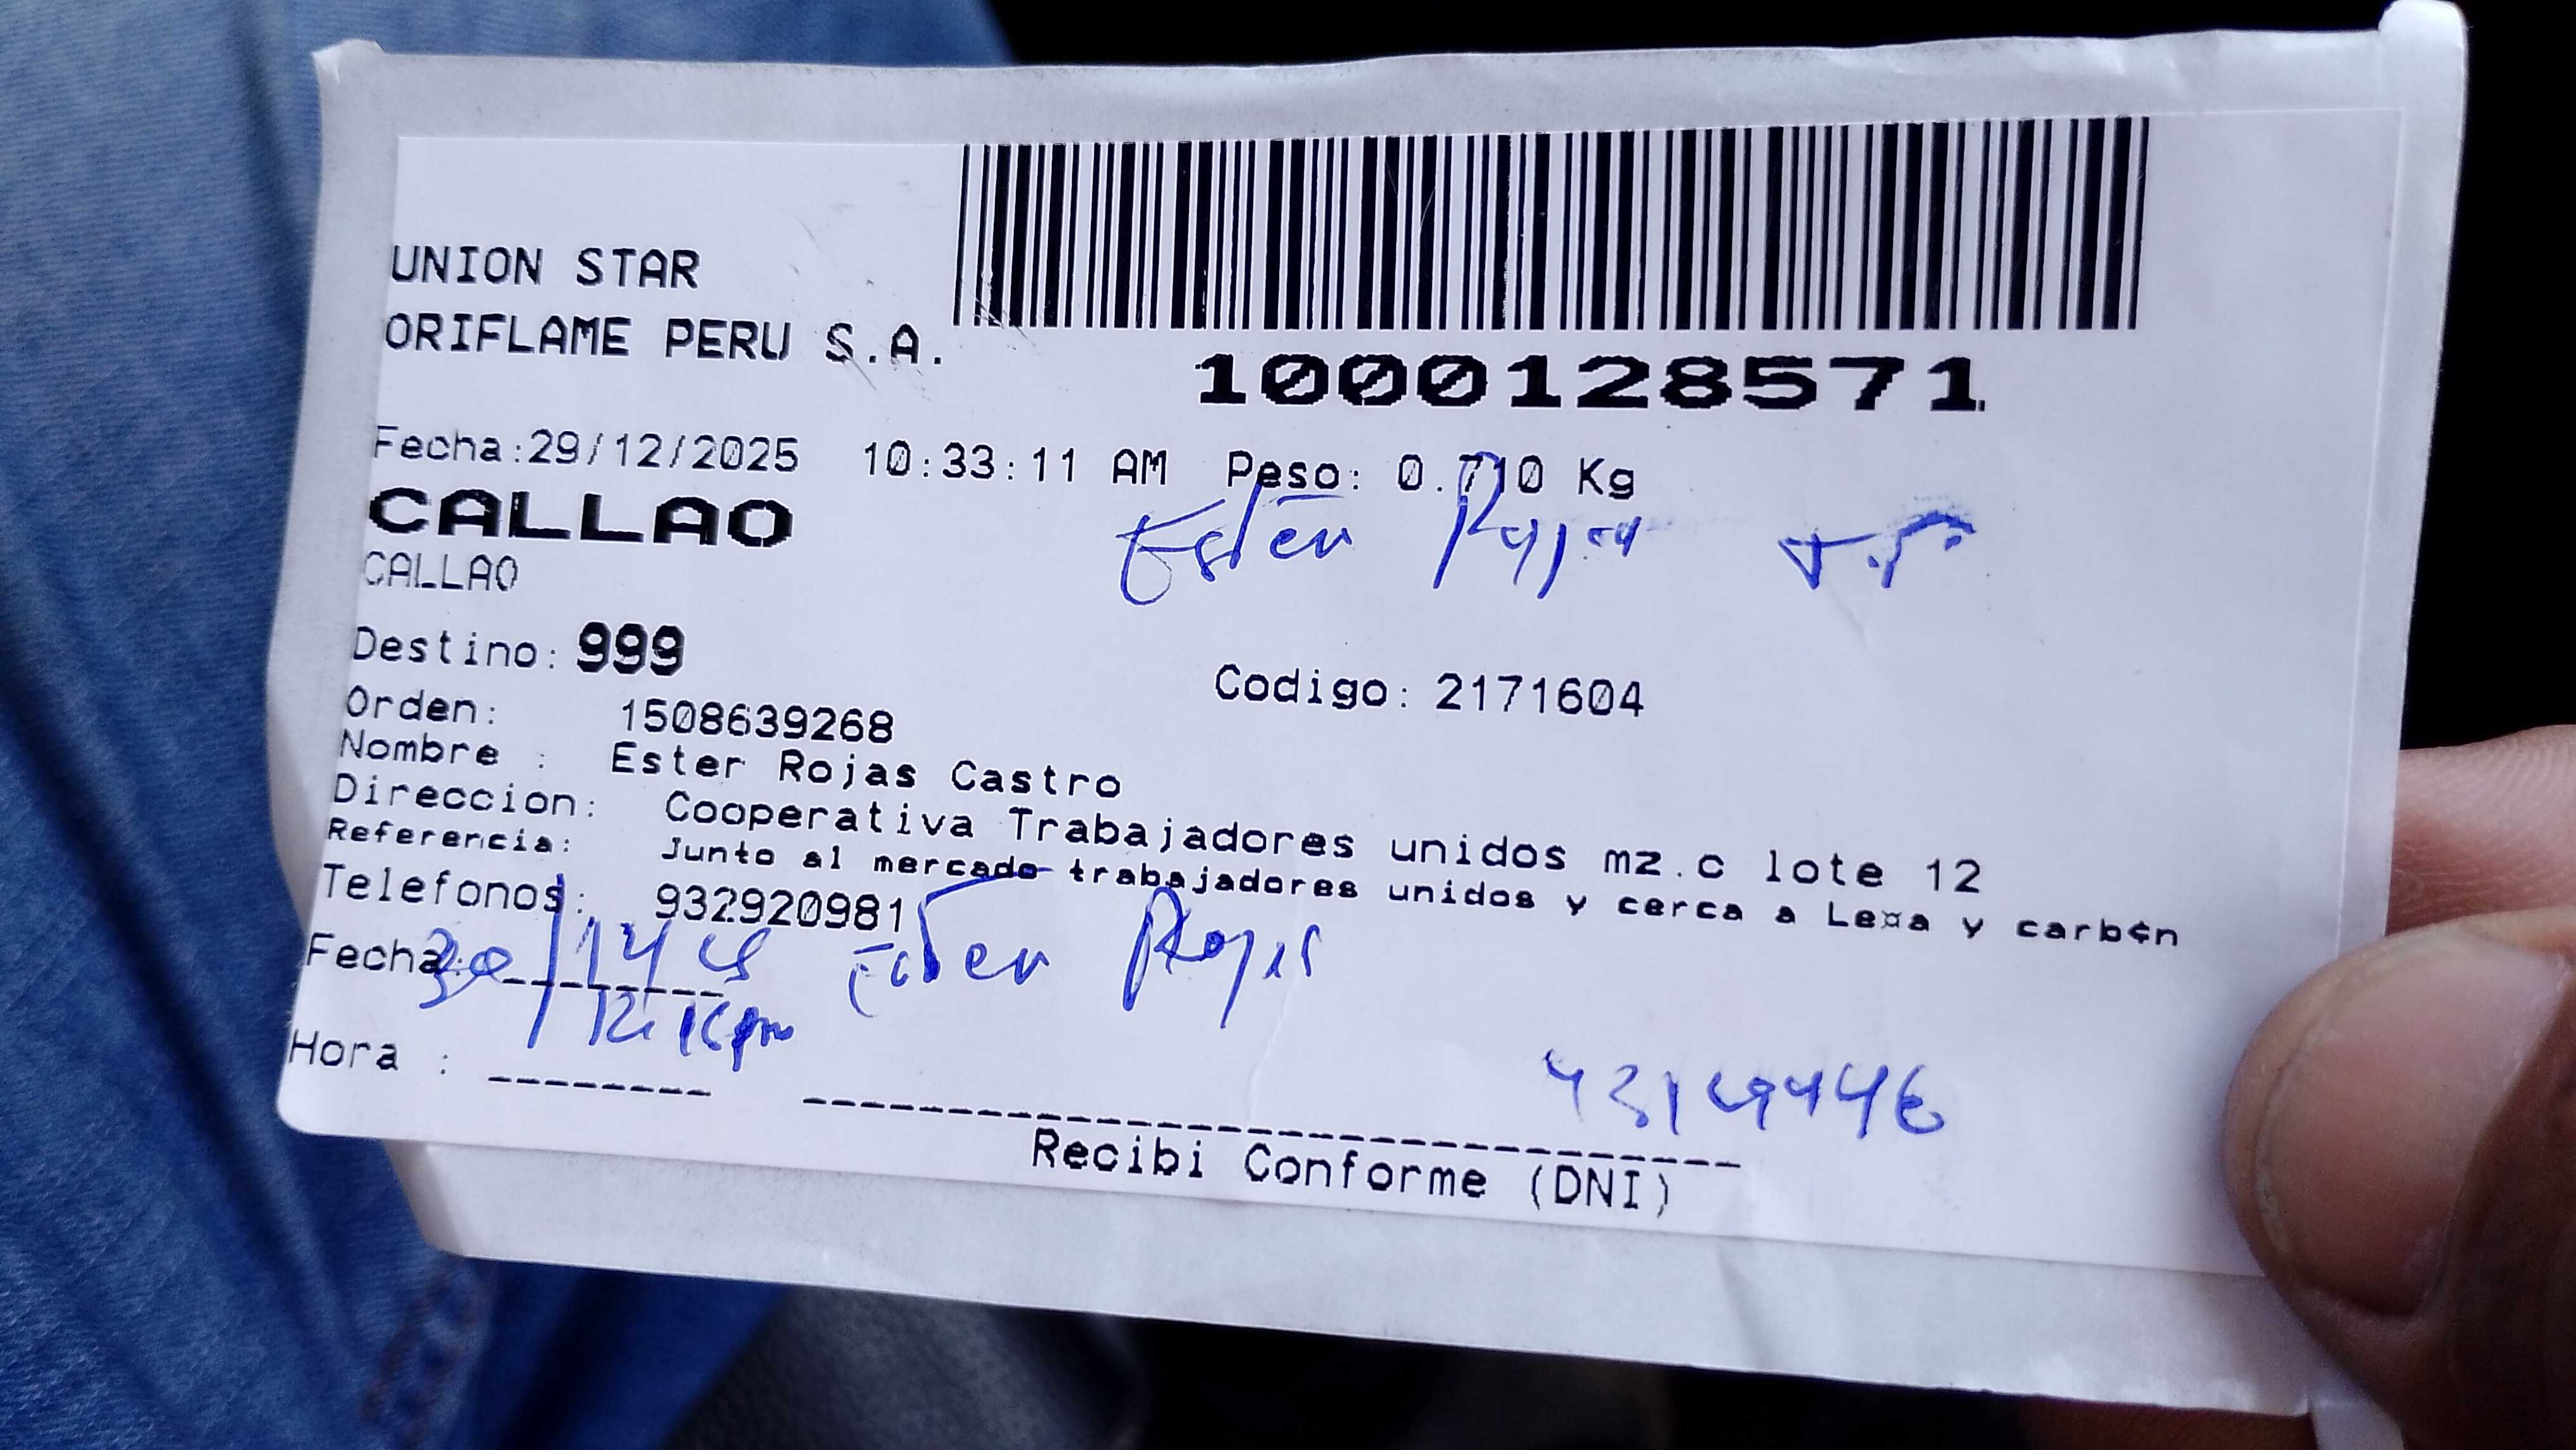 UNION STAR
ORIFLAME PERU S.A.
1000128571
Fecha:29/12/2025 10:33:11 AM Peso: 0.710 Kg
CALLAO
Ester
CALLAO
Destino: 999
Codigo: 2171604
Orden: 1508639268
Nombre : Ester Rojas Castro
Direccion: Cooperativa Trabajadores unidos mz.c lote 12
Referencia: Junto al mercado trabajadores unidos y cerca a Le¤a y carb¢n
Telefonos: 932920981
Fecha: 30
Ester Rojas
Hora :
Recibi Conforme (DNI)